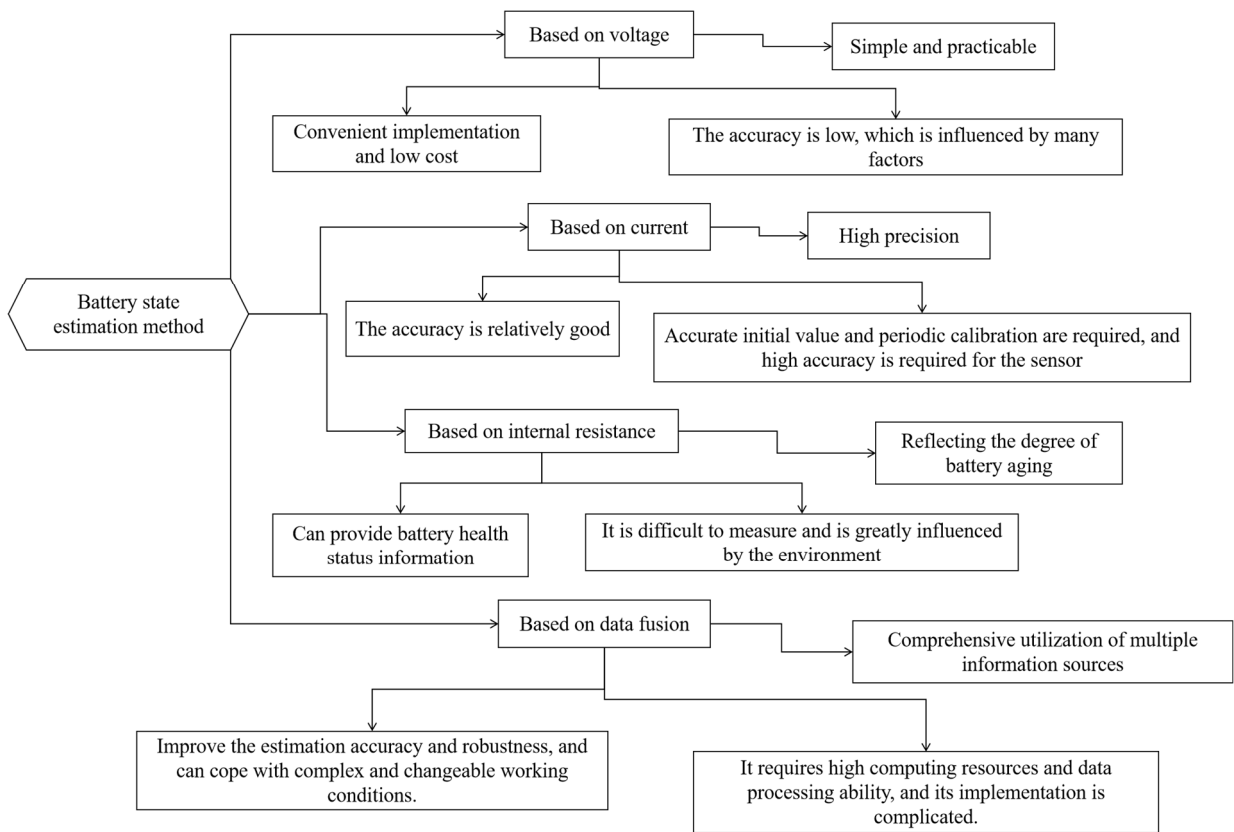 Based on voltage
Simple and practicable
Convenient implementation
and low cost
The accuracy is low, which is influenced by many
factors
Based on current
High precision
Battery state
estimation method
The accuracy is relatively good
Accurate initial value and periodic calibration are required, and
high accuracy is required for the sensor
Based on internal resistance
Reflecting the degree of
battery aging
Can provide battery health
status information
It is difficult to measure and is greatly influenced
by the environment
Based on data fusion
Comprehensive utilization of multiple
information sources
Improve the estimation accuracy and robustness, and
can cope with complex and changeable working
conditions.
It requires high computing resources and data
processing ability, and its implementation is
complicated.